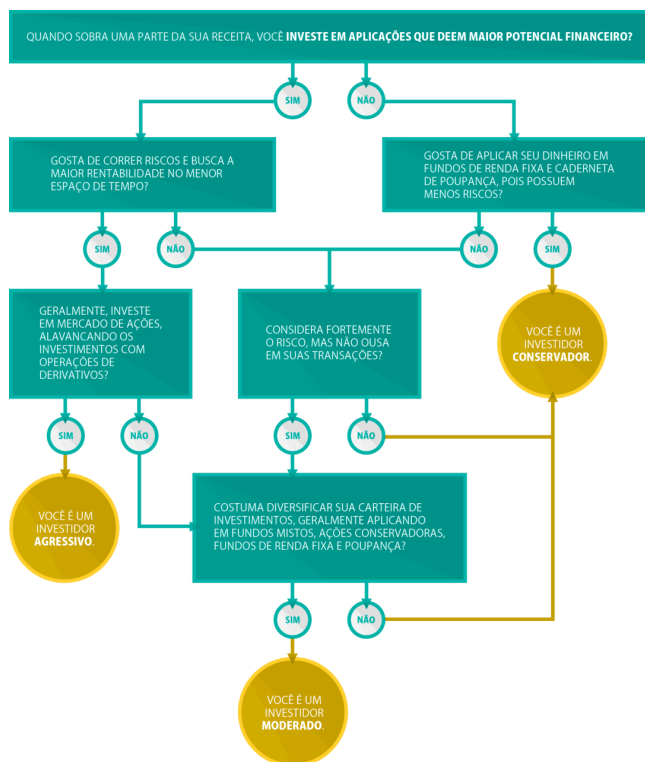 QUANDO SOBRA UMA PARTE DA SUA RECEITA, VOCÊ INVESTE EM APLICAÇÕES QUE DEEM MAIOR POTENCIAL FINANCEIRO?
SIM
NÃO
GOSTA DE CORRER RISCOS E BUSCA A
MAIOR RENTABILIDADE NO MENOR
ESPAÇO DE TEMPO?
GOSTA DE APLICAR SEU DINHEIRO EM
FUNDOS DE RENDA FIXA E CADERNETA
DE POUPANÇA, POIS POSSUEM
MENOS RISCOS?
SIM
NÃO
NÃO
SIM
GERALMENTE, INVESTE
EM MERCADO DE AÇÕES,
ALAVANCANDO OS
INVESTIMENTOS COM
OPERAÇÕES DE
DERIVATIVOS?
CONSIDERA FORTEMENTE
O RISCO, MAS NÃO OUSA
EM SUAS TRANSAÇÕES?
VOCÊ É UM
INVESTIDOR
CONSERVADOR.
SIM
NÃO
SIM
NÃO
VOCÊ É UM
INVESTIDOR
AGRESSIVO.
COSTUMA DIVERSIFICAR SUA CARTEIRA DE
INVESTIMENTOS, GERALMENTE APLICANDO
EM FUNDOS MISTOS, AÇÕES CONSERVADORAS,
FUNDOS DE RENDA FIXA E POUPANÇA?
SIM
NÃO
VOCÊ É UM
INVESTIDOR
MODERADO.